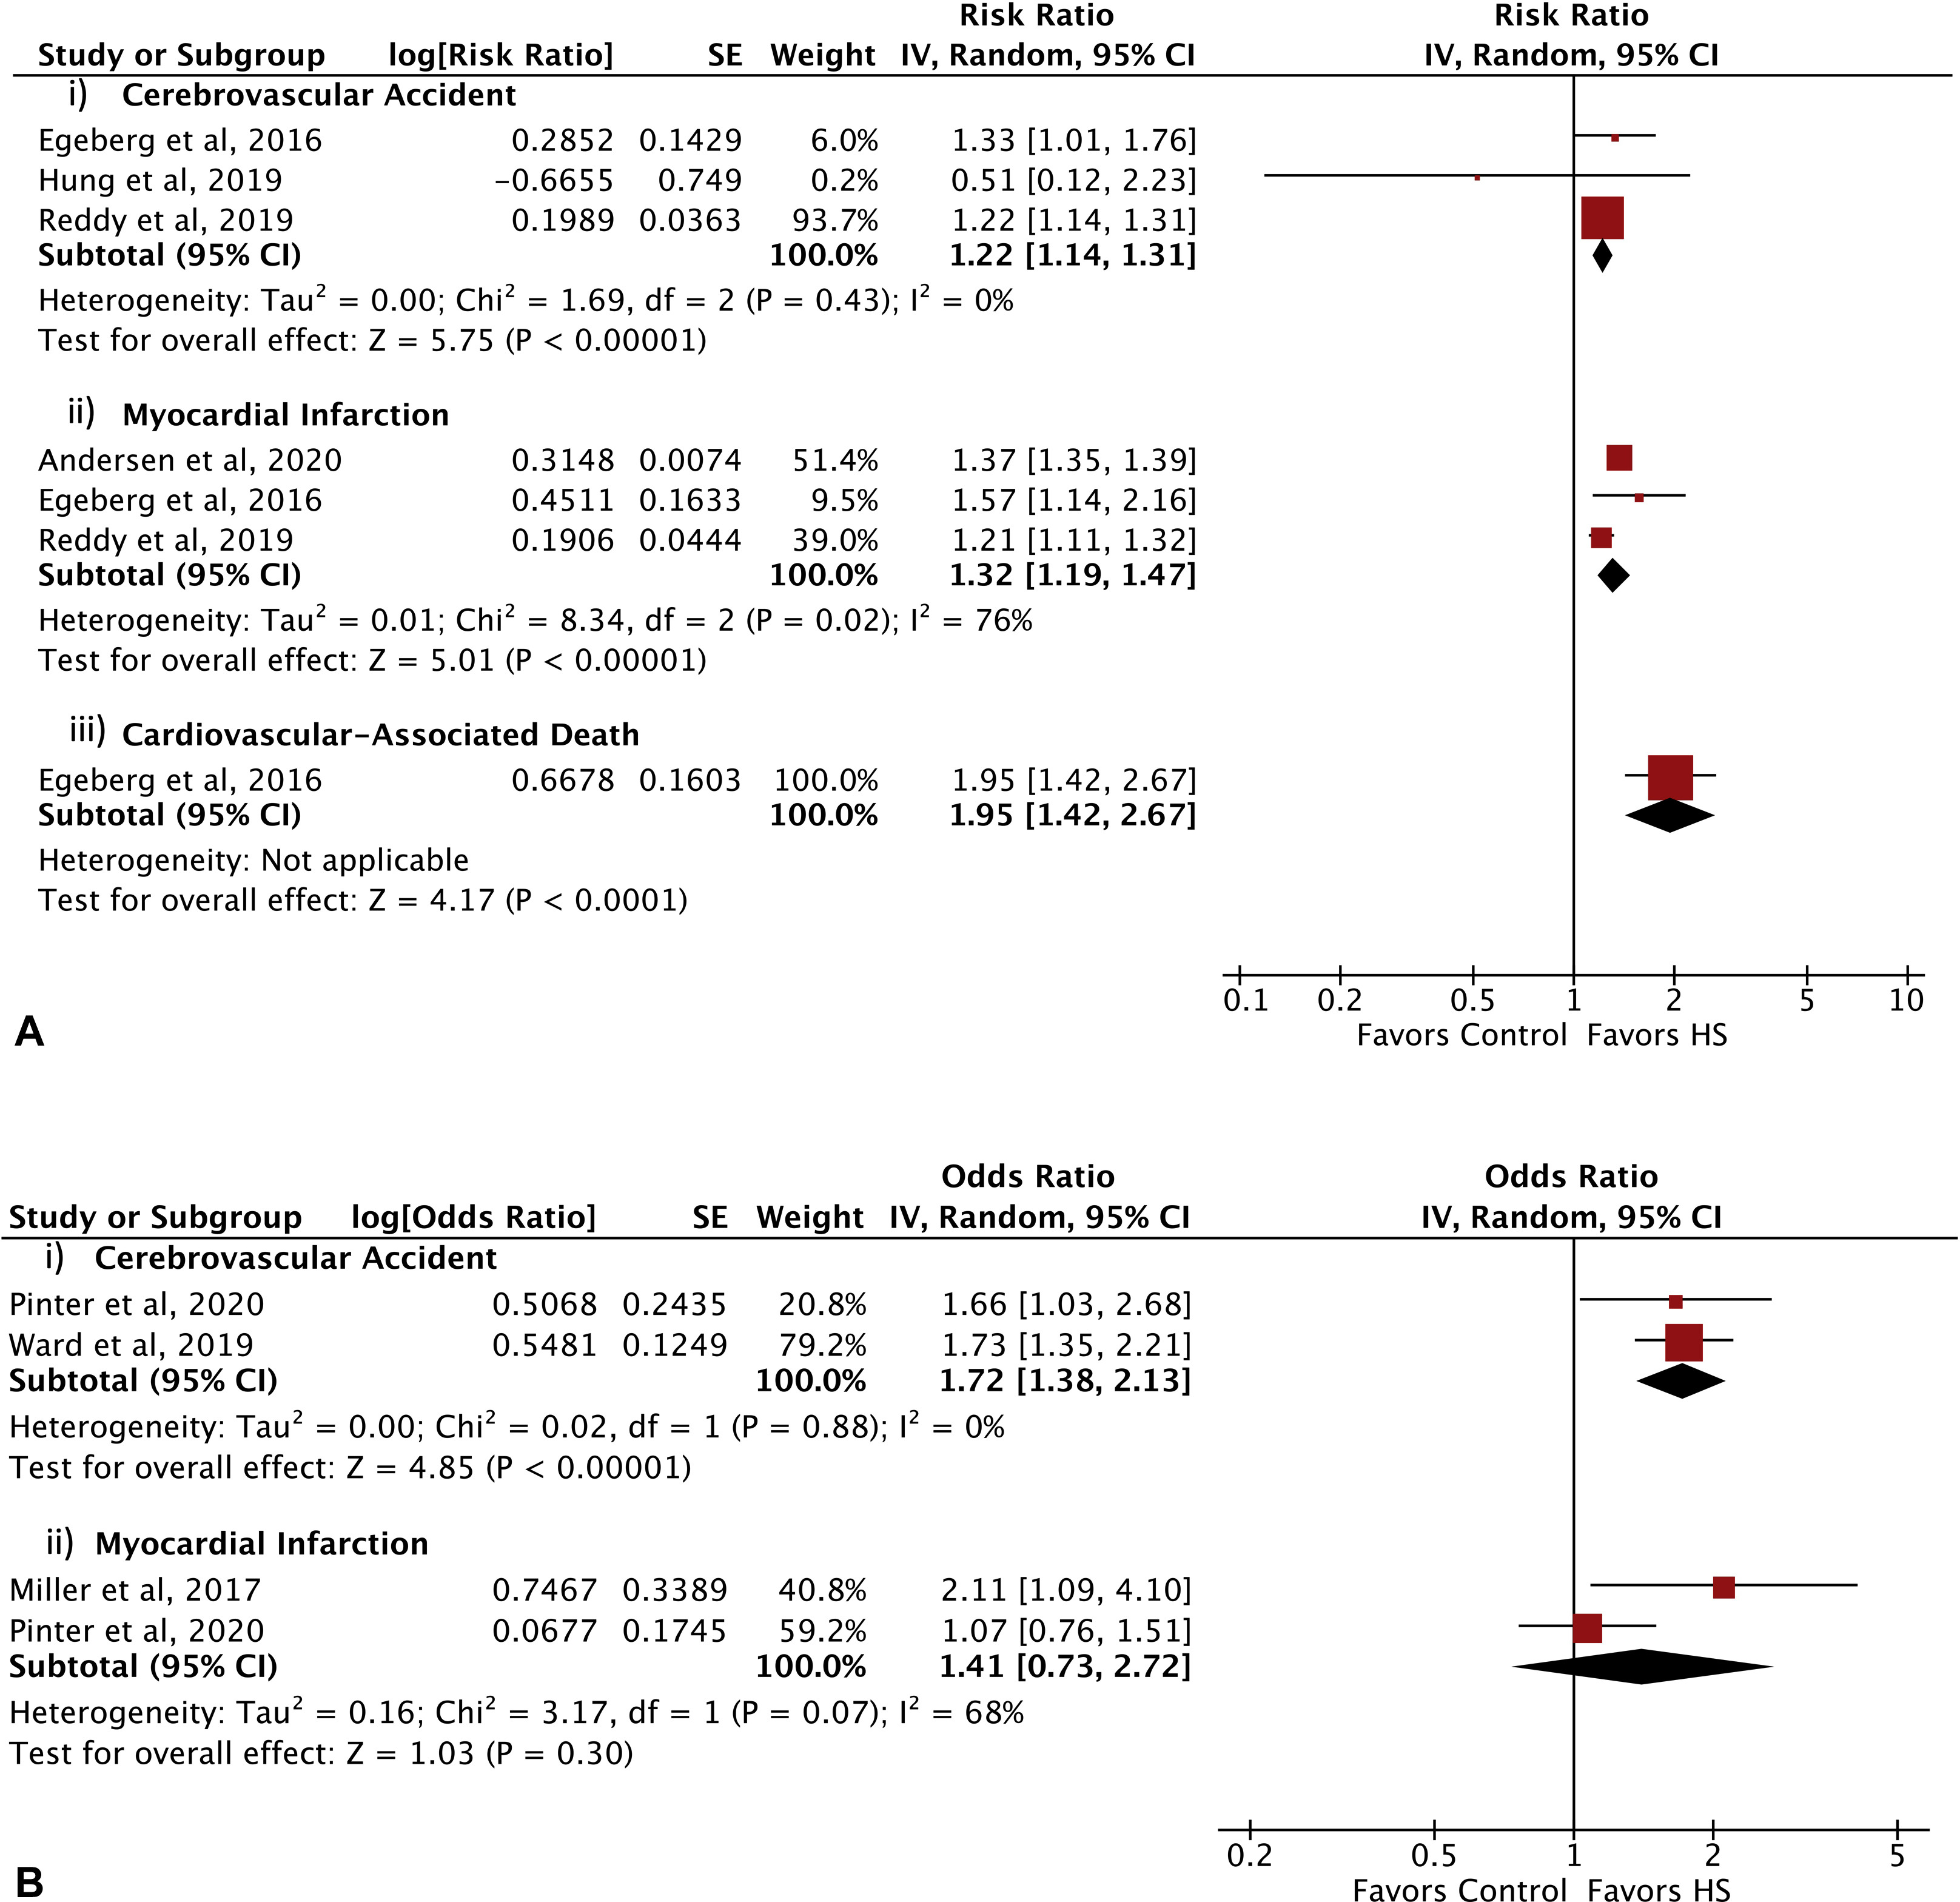 Risk Ratio Risk Ratio
Study or Subgroup log[Risk Ratio] SE Weight IV, Random, 95% CI IV, Random, 95% CI
i) Cerebrovascular Accident
Egeberg et al, 2016 0.2852 0.1429 6.0% 1.33 [1.01, 1.76]
Hung et al, 2019 −0.6655 0.749 0.2% 0.51 [0.12, 2.23]
Reddy et al, 2019 0.1989 0.0363 93.7% 1.22 [1.14, 1.31]
Subtotal (95% CI) 100.0% 1.22 [1.14, 1.31]
Heterogeneity: Tau² = 0.00; Chi² = 1.69, df = 2 (P = 0.43); I² = 0%
Test for overall effect: Z = 5.75 (P < 0.00001)
ii) Myocardial Infarction
Andersen et al, 2020 0.3148 0.0074 51.4% 1.37 [1.35, 1.39]
Egeberg et al, 2016 0.4511 0.1633 9.5% 1.57 [1.14, 2.16]
Reddy et al, 2019 0.1906 0.0444 39.0% 1.21 [1.11, 1.32]
Subtotal (95% CI) 100.0% 1.32 [1.19, 1.47]
Heterogeneity: Tau² = 0.01; Chi² = 8.34, df = 2 (P = 0.02); I² = 76%
Test for overall effect: Z = 5.01 (P < 0.00001)
iii) Cardiovascular−Associated Death
Egeberg et al, 2016 0.6678 0.1603 100.0% 1.95 [1.42, 2.67]
Subtotal (95% CI) 100.0% 1.95 [1.42, 2.67]
Heterogeneity: Not applicable
Test for overall effect: Z = 4.17 (P < 0.0001)
0.1 0.2 0.5 1 2 5 10
Favors Control Favors HS
A
Odds Ratio Odds Ratio
Study or Subgroup log[Odds Ratio] SE Weight IV, Random, 95% CI IV, Random, 95% CI
i) Cerebrovascular Accident
Pinter et al, 2020 0.5068 0.2435 20.8% 1.66 [1.03, 2.68]
Ward et al, 2019 0.5481 0.1249 79.2% 1.73 [1.35, 2.21]
Subtotal (95% CI) 100.0% 1.72 [1.38, 2.13]
Heterogeneity: Tau² = 0.00; Chi² = 0.02, df = 1 (P = 0.88); I² = 0%
Test for overall effect: Z = 4.85 (P < 0.00001)
ii) Myocardial Infarction
Miller et al, 2017 0.7467 0.3389 40.8% 2.11 [1.09, 4.10]
Pinter et al, 2020 0.0677 0.1745 59.2% 1.07 [0.76, 1.51]
Subtotal (95% CI) 100.0% 1.41 [0.73, 2.72]
Heterogeneity: Tau² = 0.16; Chi² = 3.17, df = 1 (P = 0.07); I² = 68%
Test for overall effect: Z = 1.03 (P = 0.30)
0.2 0.5 1 2 5
Favors Control Favors HS
B